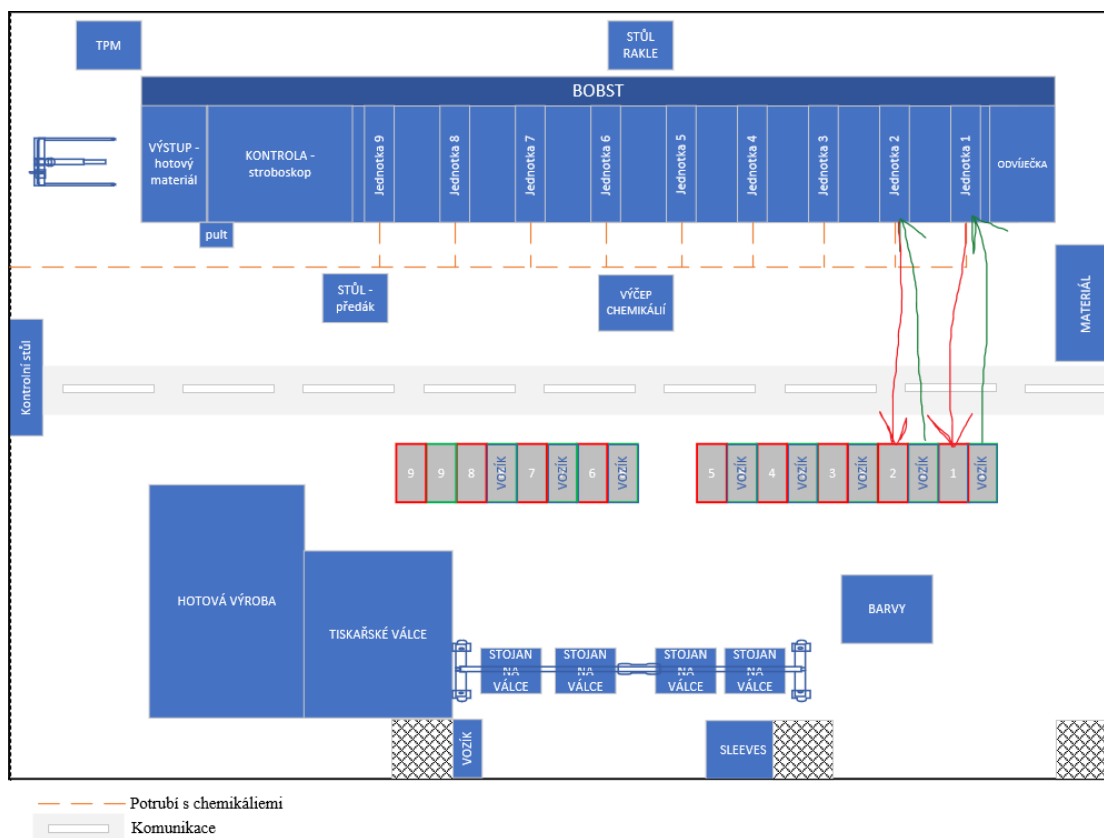 TPM
STŮL
RAKLE
BOBST
VÝSTUP -
hotový
materiál
KONTROLA -
stroboskop
Jednotka 9
Jednotka 8
Jednotka 7
Jednotka 6
Jednotka 5
Jednotka 4
Jednotka 3
Jednotka 2
Jednotka 1
ODVÍJEČKA
pult
STŮL -
předák
VÝČEP
CHEMIKÁLIÍ
MATERIÁL
Kontrolní stůl
9
9
8
VOZÍK
7
VOZÍK
6
VOZÍK
5
VOZÍK
4
VOZÍK
3
VOZÍK
2
VOZÍK
1
VOZÍK
HOTOVÁ VÝROBA
TISKAŘSKÉ VÁLCE
BARVY
STOJAN
NA
VÁLCE
STOJAN
NA
VÁLCE
STOJAN
NA
VÁLCE
STOJAN
NA
VÁLCE
VOZÍK
SLEEVES
Potrubí s chemikáliemi
Komunikace